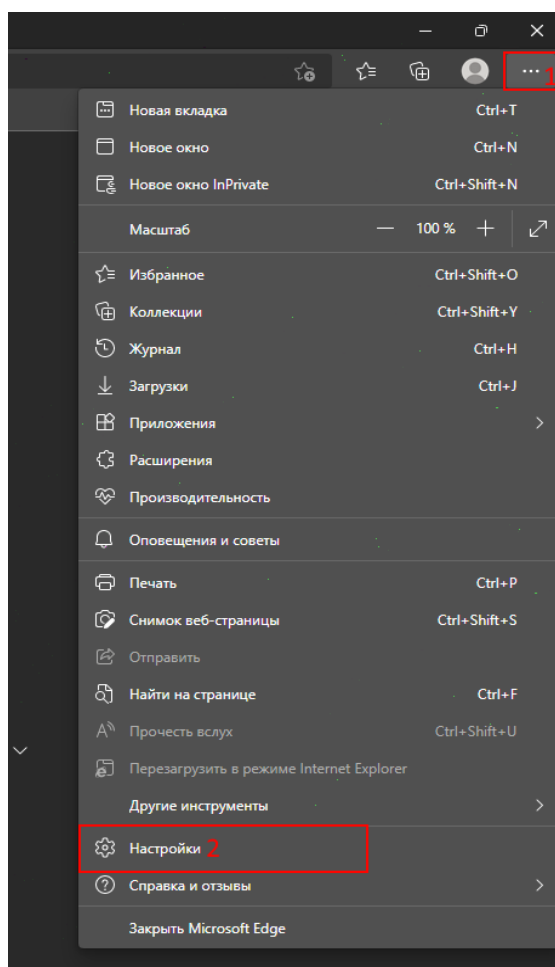 1
Новая вкладка Ctrl+T
Новое окно Ctrl+N
Новое окно InPrivate Ctrl+Shift+N
Масштаб — 100 % +
Избранное Ctrl+Shift+O
Коллекции Ctrl+Shift+Y
Журнал Ctrl+H
Загрузки Ctrl+J
Приложения
Расширения
Производительность
Оповещения и советы
Печать Ctrl+P
Снимок веб-страницы Ctrl+Shift+S
Отправить
Найти на странице Ctrl+F
Прочесть вслух Ctrl+Shift+U
Перезагрузить в режиме Internet Explorer
Другие инструменты
Настройки 2
Справка и отзывы
Закрыть Microsoft Edge